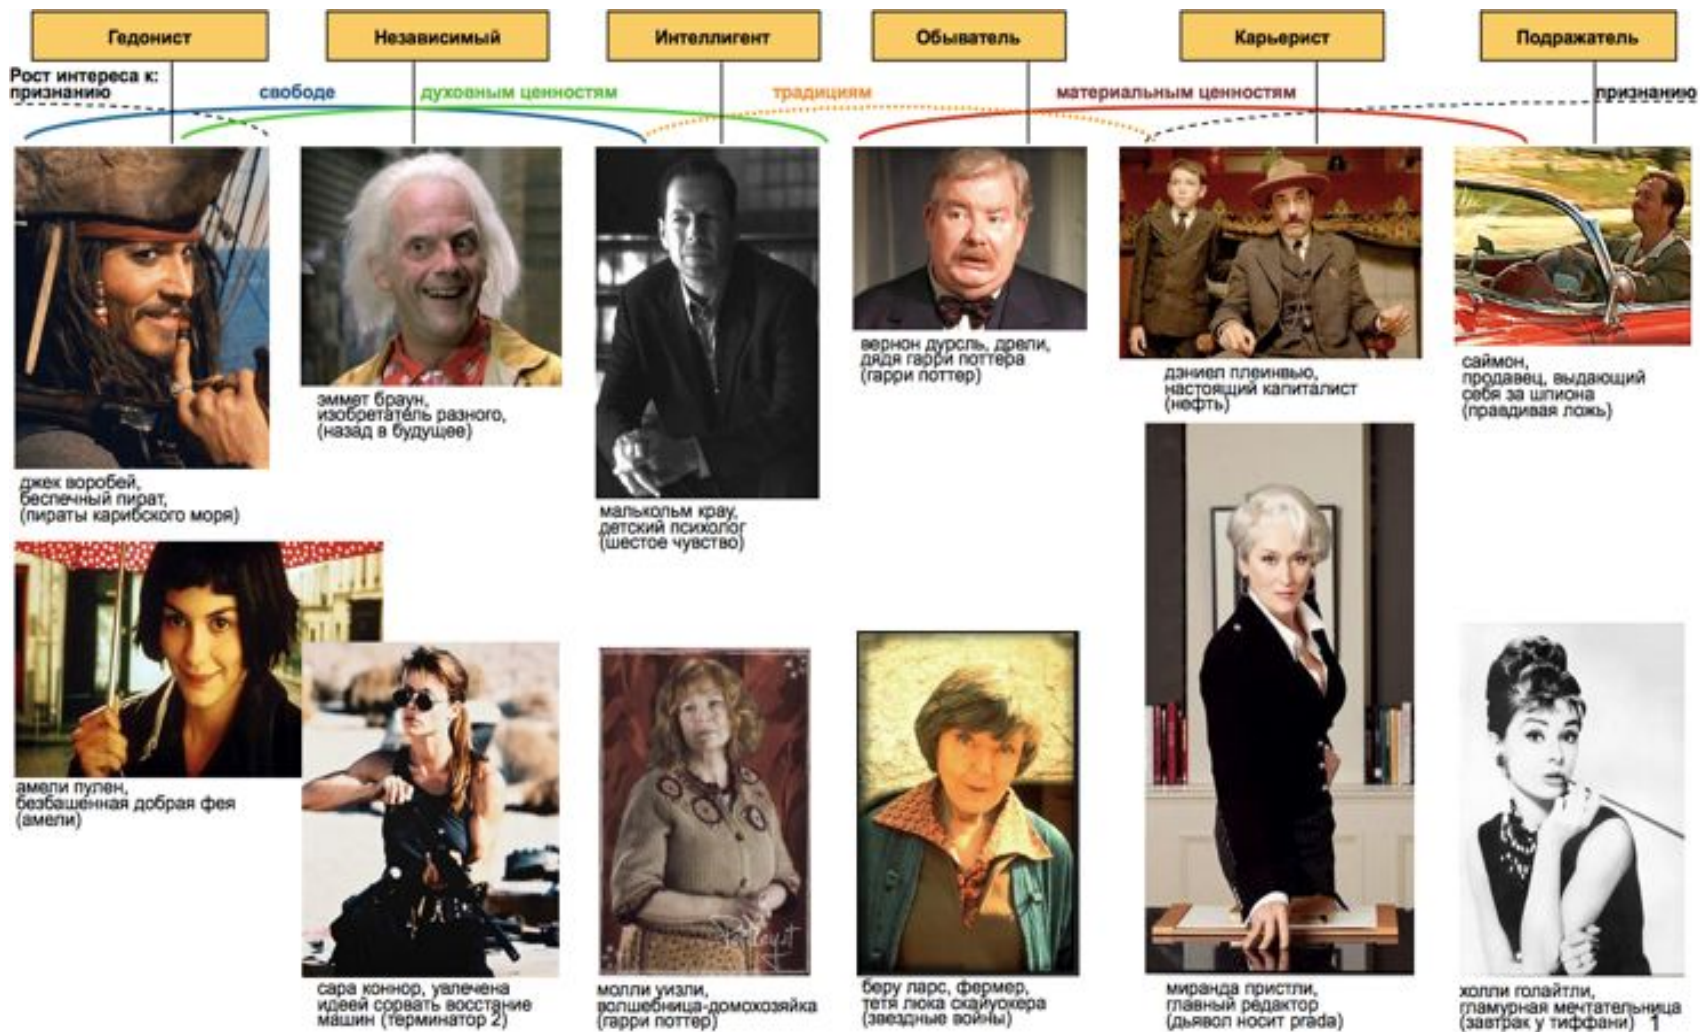 Гедонист
Независимый
Интеллигент
Обыватель
Карьерист
Подражатель
Рост интереса к:
признанию
свободе
духовным ценностям
традициям
материальным ценностям
признанию
джек воробей,
беспечный пират,
(пираты карибского моря)
эммет браун,
изобретатель разного,
(назад в будущее)
малькольм крау,
детский психолог
(шестое чувство)
вернон дурсль, дрели,
дядя гарри поттера
(гарри поттер)
дэниел плеинвью,
настоящий капиталист
(нефть)
саймон,
продавец, выдающий
себя за шпиона
(правдивая ложь)
амели пулен,
безбашенная добрая фея
(амели)
сара коннор, увлечена
идеей сорвать восстание
машин (терминатор 2)
молли уизли,
волшебница-домохозяйка
(гарри поттер)
беру ларс, фермер,
тетя люка скайуокера
(звездные войны)
миранда пристли,
главный редактор
(дьявол носит prada)
холли голайтли,
гламурная мечтательница
(завтрак у тиффани) 1